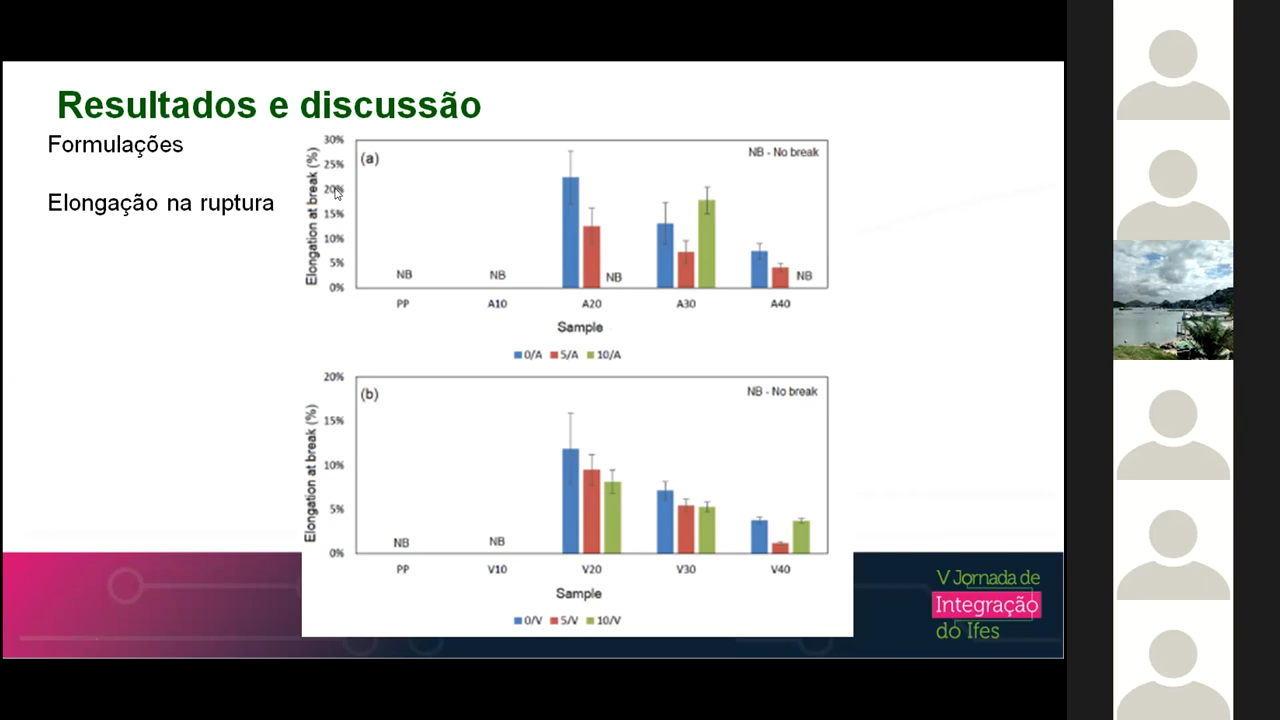 Resultados e discussão
Formulações
Elongação na ruptura
(a)
NB - No break
Elongation at break (%)
30%
25%
20%
15%
10%
5%
0%
NB
NB
NB
NB
PP
A10
A20
A30
A40
Sample
0/A
5/A
10/A
(b)
NB - No break
Elongation at break (%)
20%
15%
10%
5%
0%
NB
NB
PP
V10
V20
V30
V40
Sample
0/V
5/V
10/V
V Jornada de
Integração
do Ifes